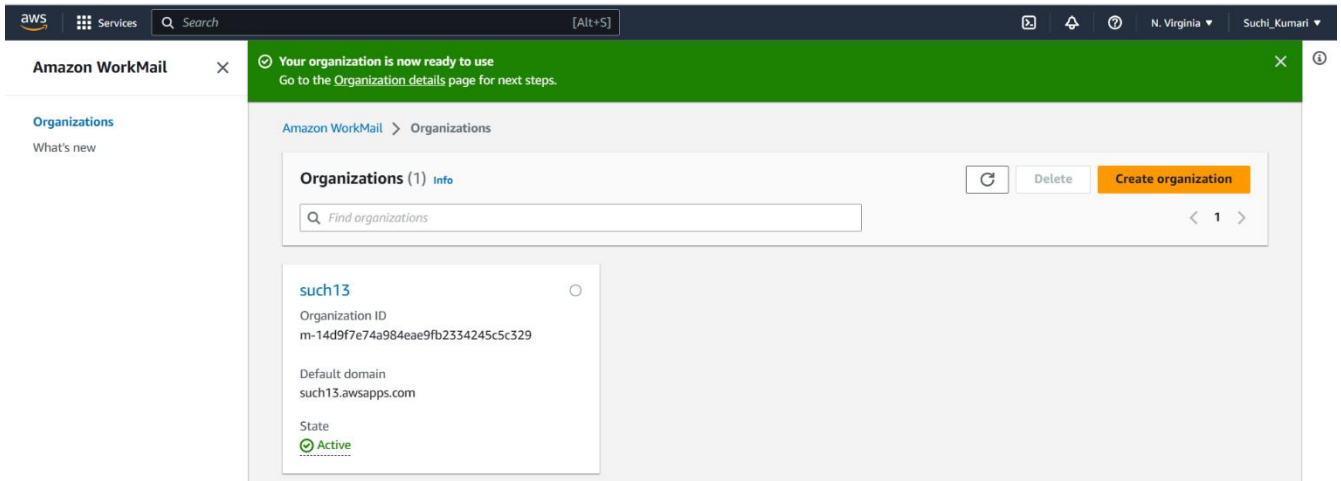 aws Services Search [Alt+S] N. Virginia Suchi_Kumari
Amazon WorkMail
Organizations
What's new
Your organization is now ready to use
Go to the Organization details page for next steps.
Amazon WorkMail > Organizations
Organizations (1) Info
Delete
Create organization
Find organizations
< 1 >
such13
Organization ID
m-14d9f7e74a984eae9fb2334245c5c329
Default domain
such13.awsapps.com
State
Active